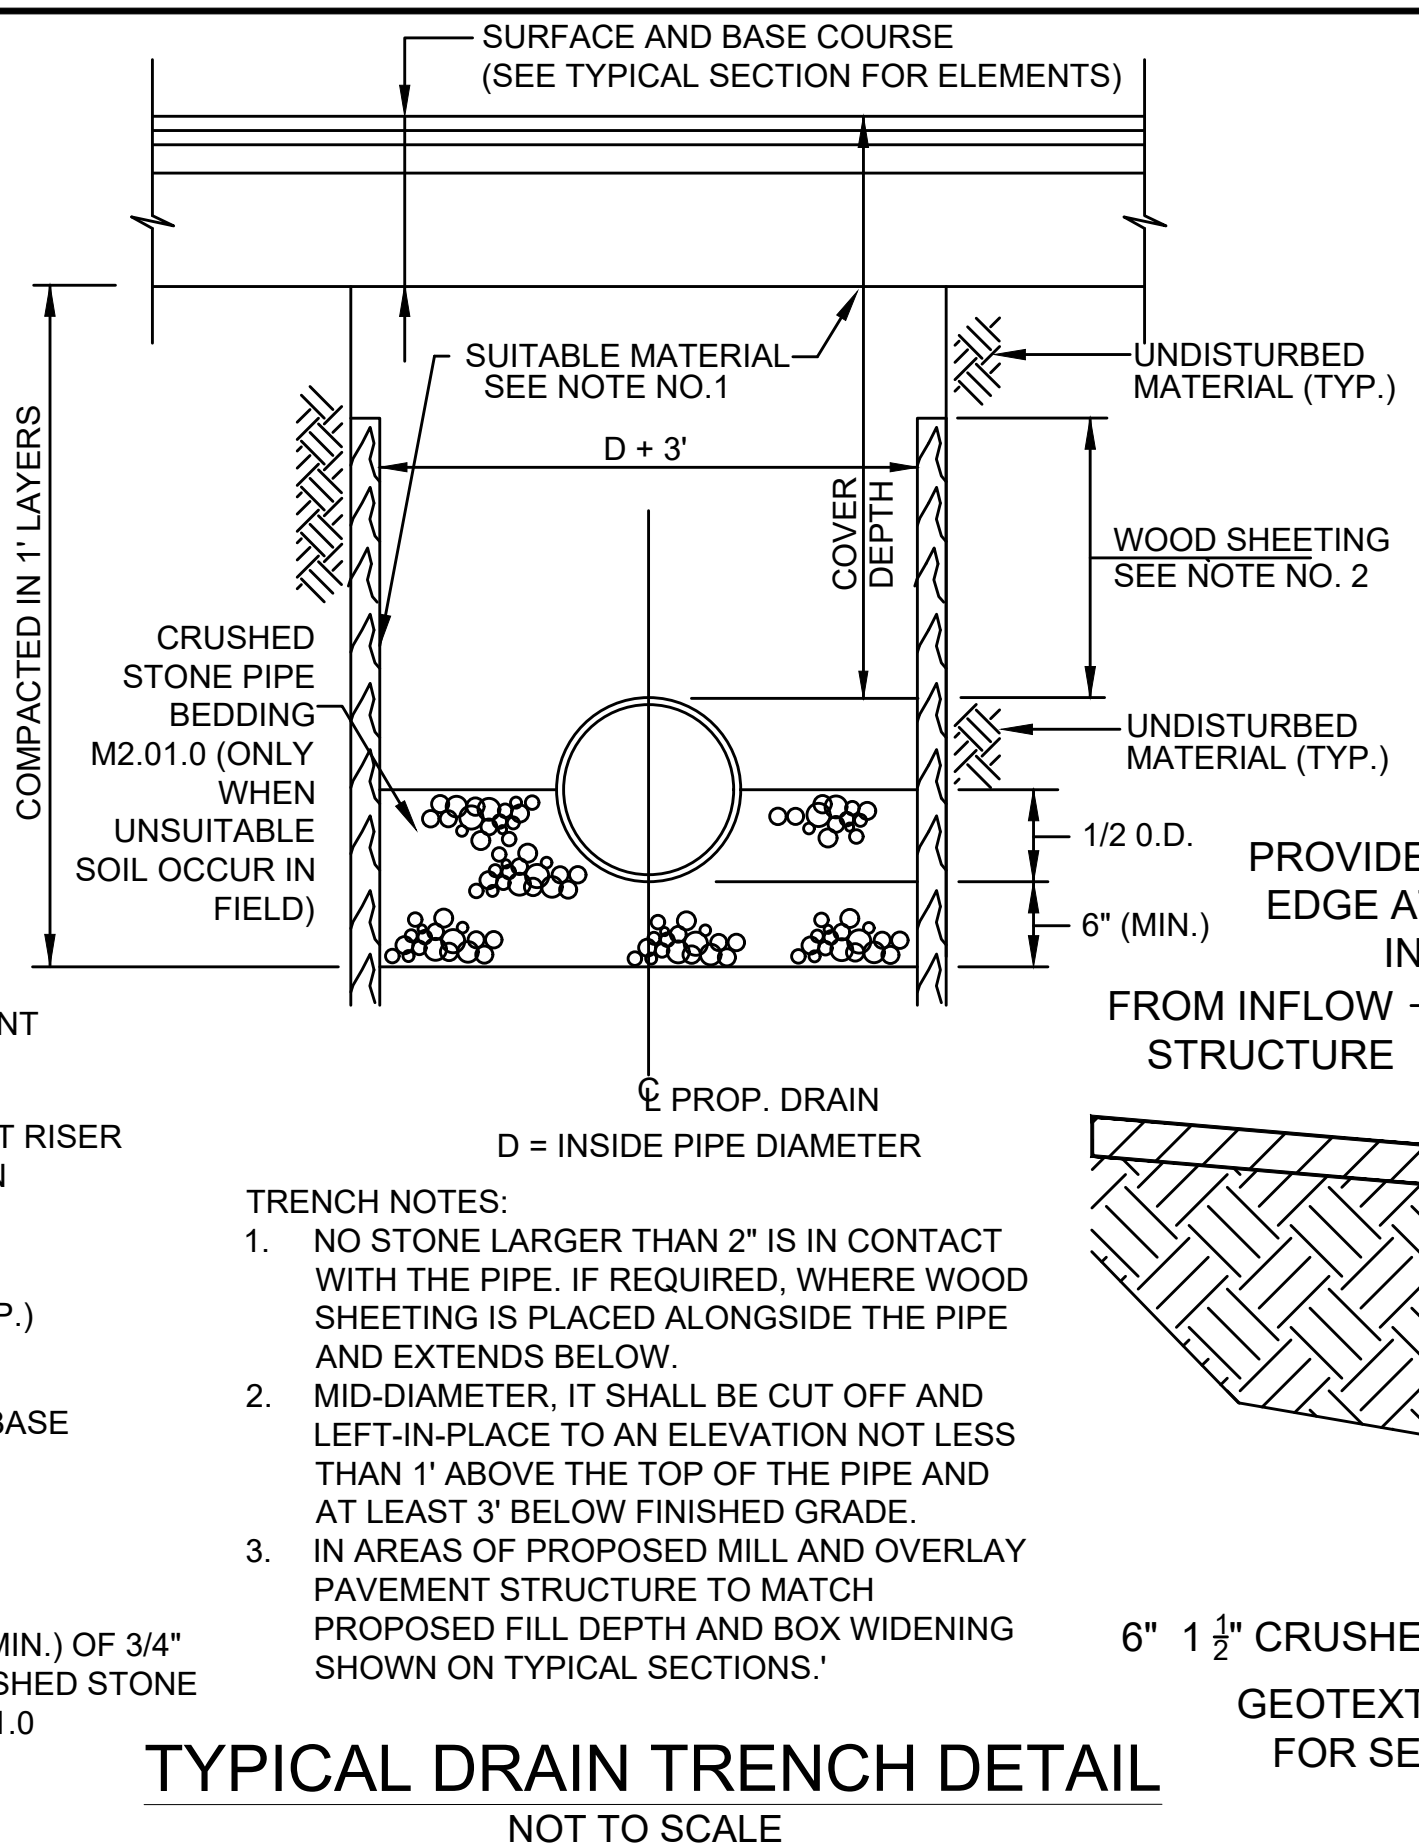 SURFACE AND BASE COURSE
(SEE TYPICAL SECTION FOR ELEMENTS)
SUITABLE MATERIAL
SEE NOTE NO.1
UNDISTURBED
MATERIAL (TYP.)
COMPACTED IN 1' LAYERS
D + 3'
COVER
DEPTH
WOOD SHEETING
SEE NOTE NO. 2
CRUSHED
STONE PIPE
BEDDING
M2.01.0 (ONLY
WHEN
UNSUITABLE
SOIL OCCUR IN
FIELD)
UNDISTURBED
MATERIAL (TYP.)
1/2 0.D.
6" (MIN.)
PROVIDE
EDGE A
IN
FROM INFLOW
STRUCTURE
NT
T RISER
N
P.)
BASE
MIN.) OF 3/4"
SHED STONE
1.0
℄ PROP. DRAIN
D = INSIDE PIPE DIAMETER
TRENCH NOTES:
1. NO STONE LARGER THAN 2" IS IN CONTACT
WITH THE PIPE. IF REQUIRED, WHERE WOOD
SHEETING IS PLACED ALONGSIDE THE PIPE
AND EXTENDS BELOW.
2. MID-DIAMETER, IT SHALL BE CUT OFF AND
LEFT-IN-PLACE TO AN ELEVATION NOT LESS
THAN 1' ABOVE THE TOP OF THE PIPE AND
AT LEAST 3' BELOW FINISHED GRADE.
3. IN AREAS OF PROPOSED MILL AND OVERLAY
PAVEMENT STRUCTURE TO MATCH
PROPOSED FILL DEPTH AND BOX WIDENING
SHOWN ON TYPICAL SECTIONS.'
6" 1 1/2" CRUSHE
GEOTEXT
FOR SE
TYPICAL DRAIN TRENCH DETAIL
NOT TO SCALE